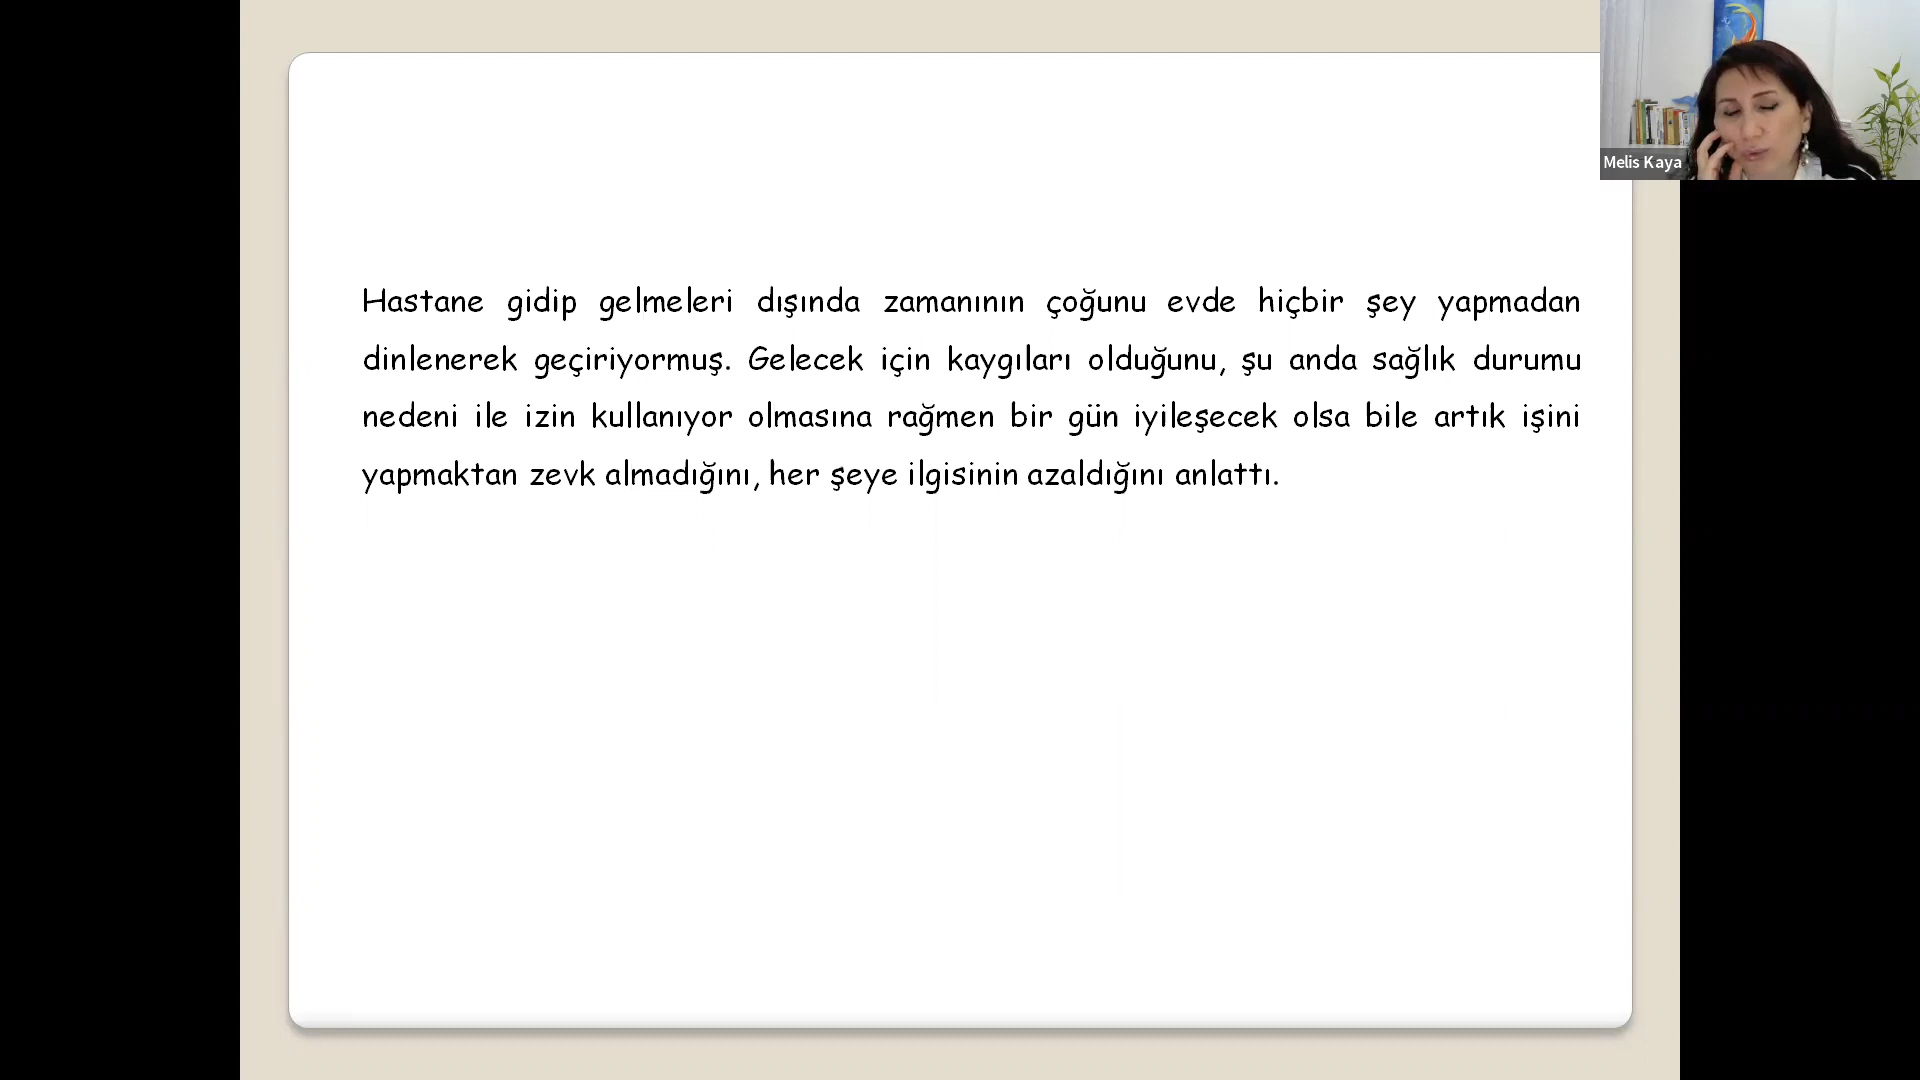 Melis Kaya
Hastane gidip gelmeleri dışında zamanının çoğunu evde hiçbir şey yapmadan
dinlenerek geçiriyormuş. Gelecek için kaygıları olduğunu, şu anda sağlık durumu
nedeni ile izin kullanıyor olmasına rağmen bir gün iyileşecek olsa bile artık işini
yapmaktan zevk almadığını, her şeye ilgisinin azaldığını anlattı.